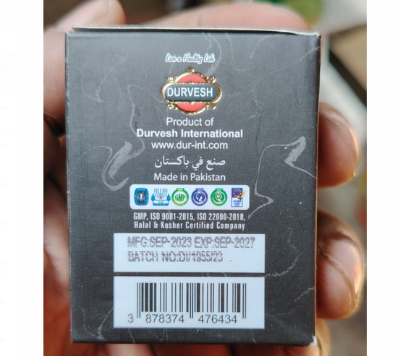 Live a Healthy Life
DURVESH
Product of
Durvesh International
www.dur-int.com
صنع في باكستان
Made in Pakistan
GMP, ISO 9001-2015, ISO 22000-2018,
Halal & Kosher Certified Company
MFG:SEP-2023 EXP:SEP-2027
BATCH NO:DI/1955/23
3 878374 476434